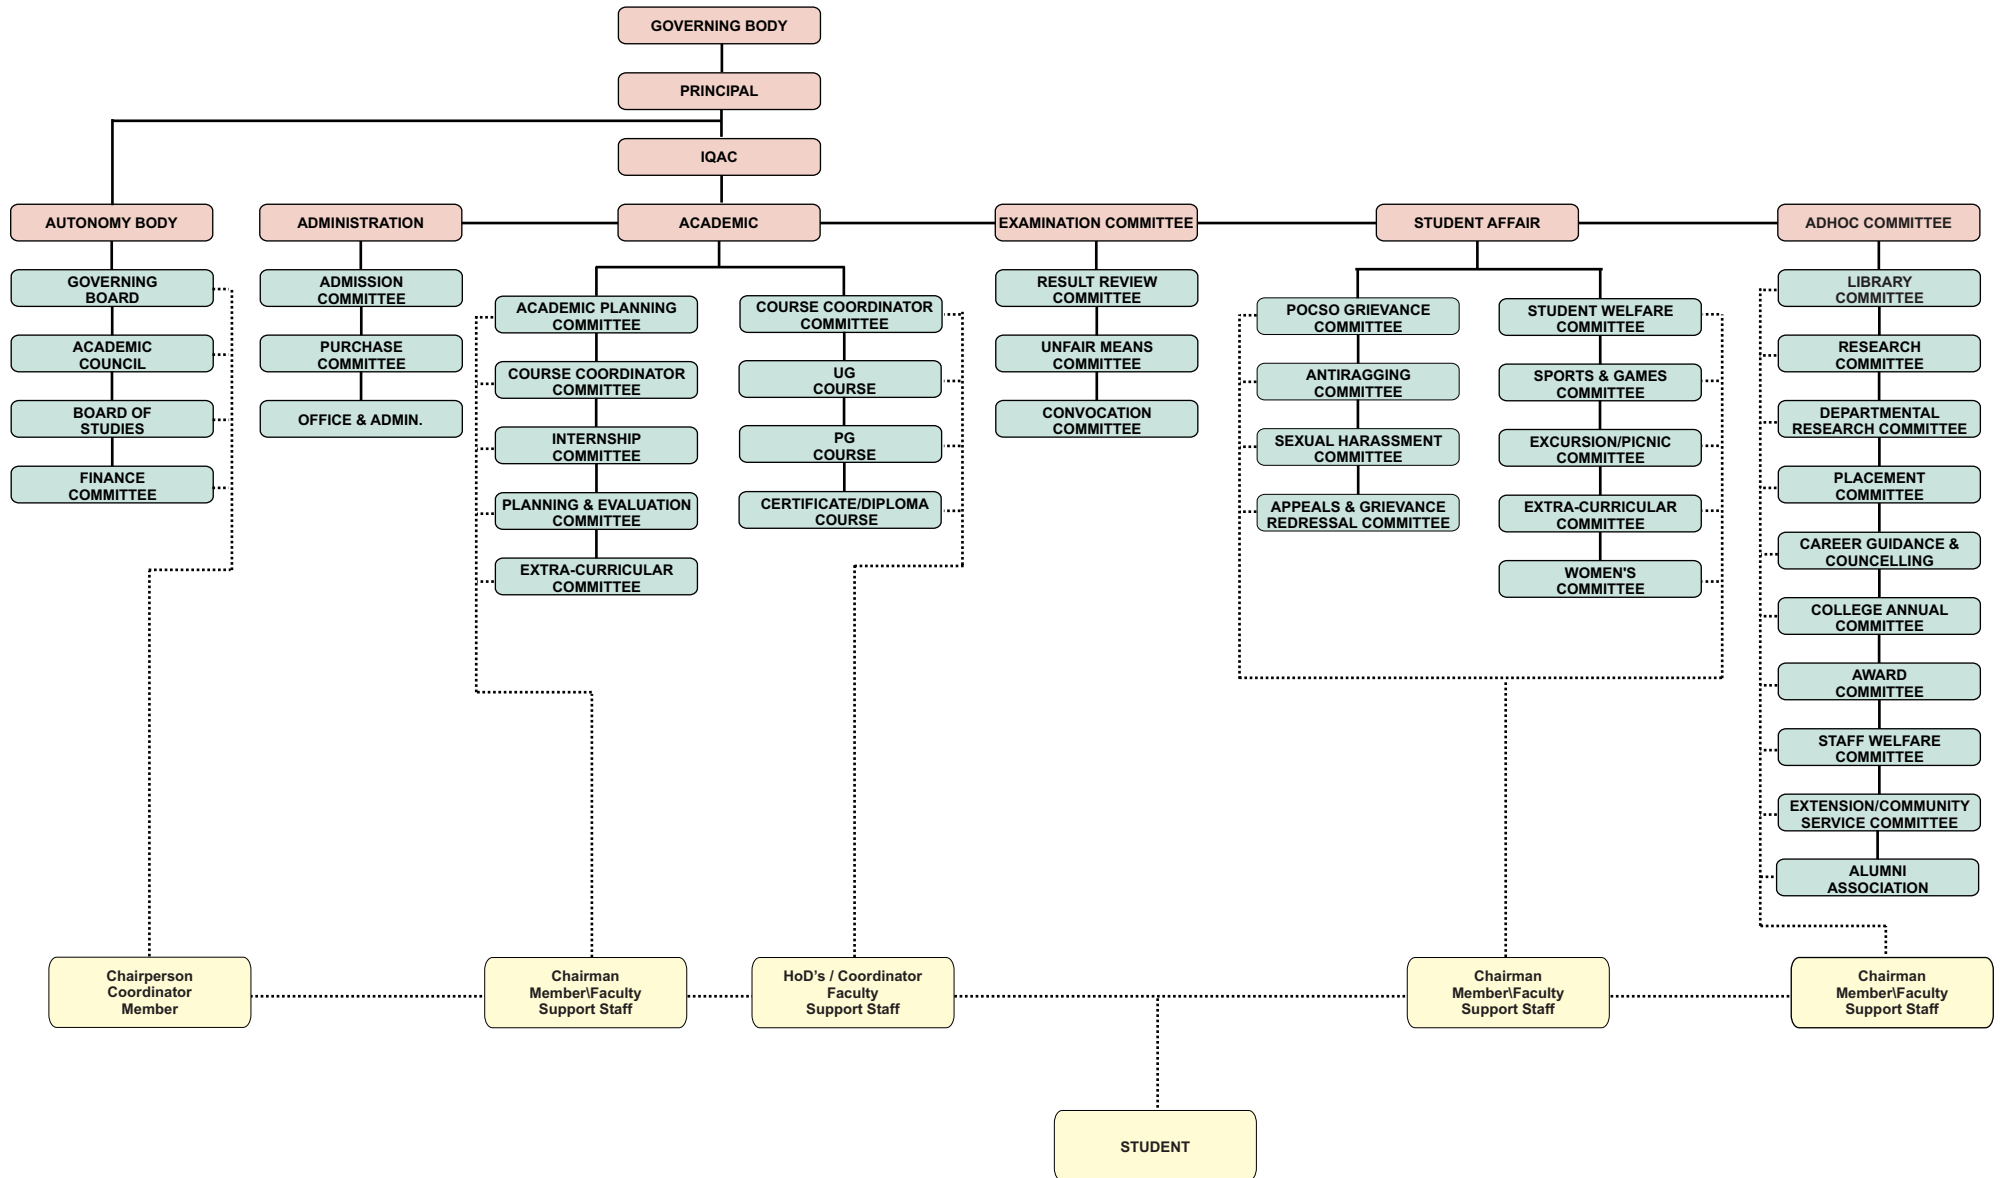 GOVERNING BODY
PRINCIPAL
IQAC
AUTONOMY BODY
ADMINISTRATION
ACADEMIC
EXAMINATION COMMITTEE
STUDENT AFFAIR
ADHOC COMMITTEE
GOVERNING
BOARD
ACADEMIC
COUNCIL
BOARD OF
STUDIES
FINANCE
COMMITTEE
ADMISSION
COMMITTEE
PURCHASE
COMMITTEE
OFFICE & ADMIN.
ACADEMIC PLANNING
COMMITTEE
COURSE COORDINATOR
COMMITTEE
INTERNSHIP
COMMITTEE
PLANNING & EVALUATION
COMMITTEE
EXTRA-CURRICULAR
COMMITTEE
COURSE COORDINATOR
COMMITTEE
UG
COURSE
PG
COURSE
CERTIFICATE/DIPLOMA
COURSE
RESULT REVIEW
COMMITTEE
UNFAIR MEANS
COMMITTEE
CONVOCATION
COMMITTEE
POCSO GRIEVANCE
COMMITTEE
ANTIRAGGING
COMMITTEE
SEXUAL HARASSMENT
COMMITTEE
APPEALS & GRIEVANCE
REDRESSAL COMMITTEE
STUDENT WELFARE
COMMITTEE
SPORTS & GAMES
COMMITTEE
EXCURSION/PICNIC
COMMITTEE
EXTRA-CURRICULAR
COMMITTEE
WOMEN'S
COMMITTEE
LIBRARY
COMMITTEE
RESEARCH
COMMITTEE
DEPARTMENTAL
RESEARCH COMMITTEE
PLACEMENT
COMMITTEE
CAREER GUIDANCE &
COUNCELLING
COLLEGE ANNUAL
COMMITTEE
AWARD
COMMITTEE
STAFF WELFARE
COMMITTEE
EXTENSION/COMMUNITY
SERVICE COMMITTEE
ALUMNI
ASSOCIATION
Chairperson
Coordinator
Member
Chairman
Member\Faculty
Support Staff
HoD's / Coordinator
Faculty
Support Staff
Chairman
Member\Faculty
Support Staff
Chairman
Member\Faculty
Support Staff
STUDENT